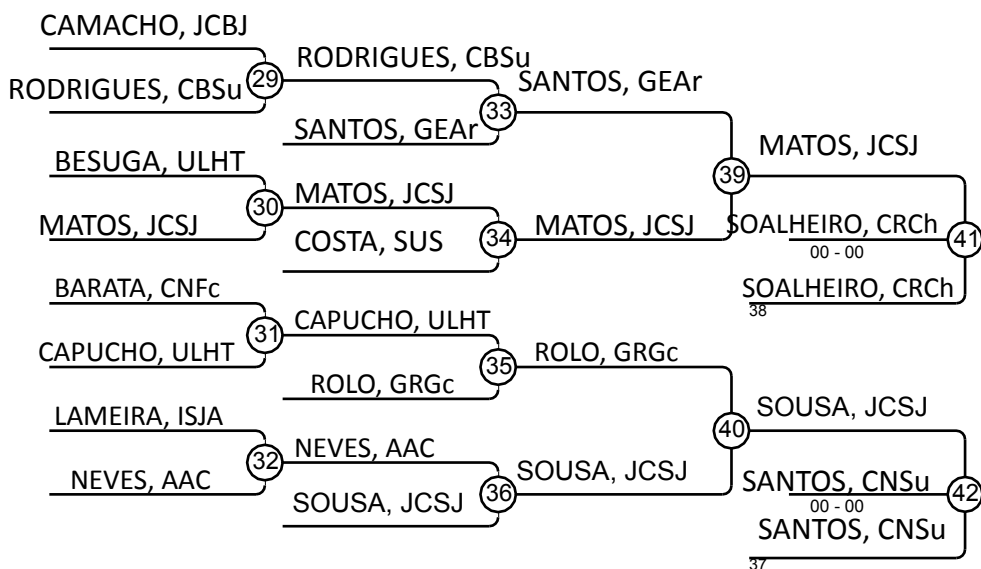 CAMACHO, JCBJ
RODRIGUES, CBSu
29
RODRIGUES, CBSu
SANTOS, GEAr
33
SANTOS, GEAr
BESUGA, ULHT
MATOS, JCSJ
30
MATOS, JCSJ
COSTA, SUS
34
MATOS, JCSJ
39
MATOS, JCSJ
SOALHEIRO, CRCh
00 - 00
41
SOALHEIRO, CRCh
38
BARATA, CNFc
CAPUCHO, ULHT
31
CAPUCHO, ULHT
ROLO, GRGc
35
ROLO, GRGc
LAMEIRA, ISJA
NEVES, AAC
32
NEVES, AAC
SOUSA, JCSJ
36
SOUSA, JCSJ
40
SOUSA, JCSJ
SANTOS, CNSu
00 - 00
42
SANTOS, CNSu
37